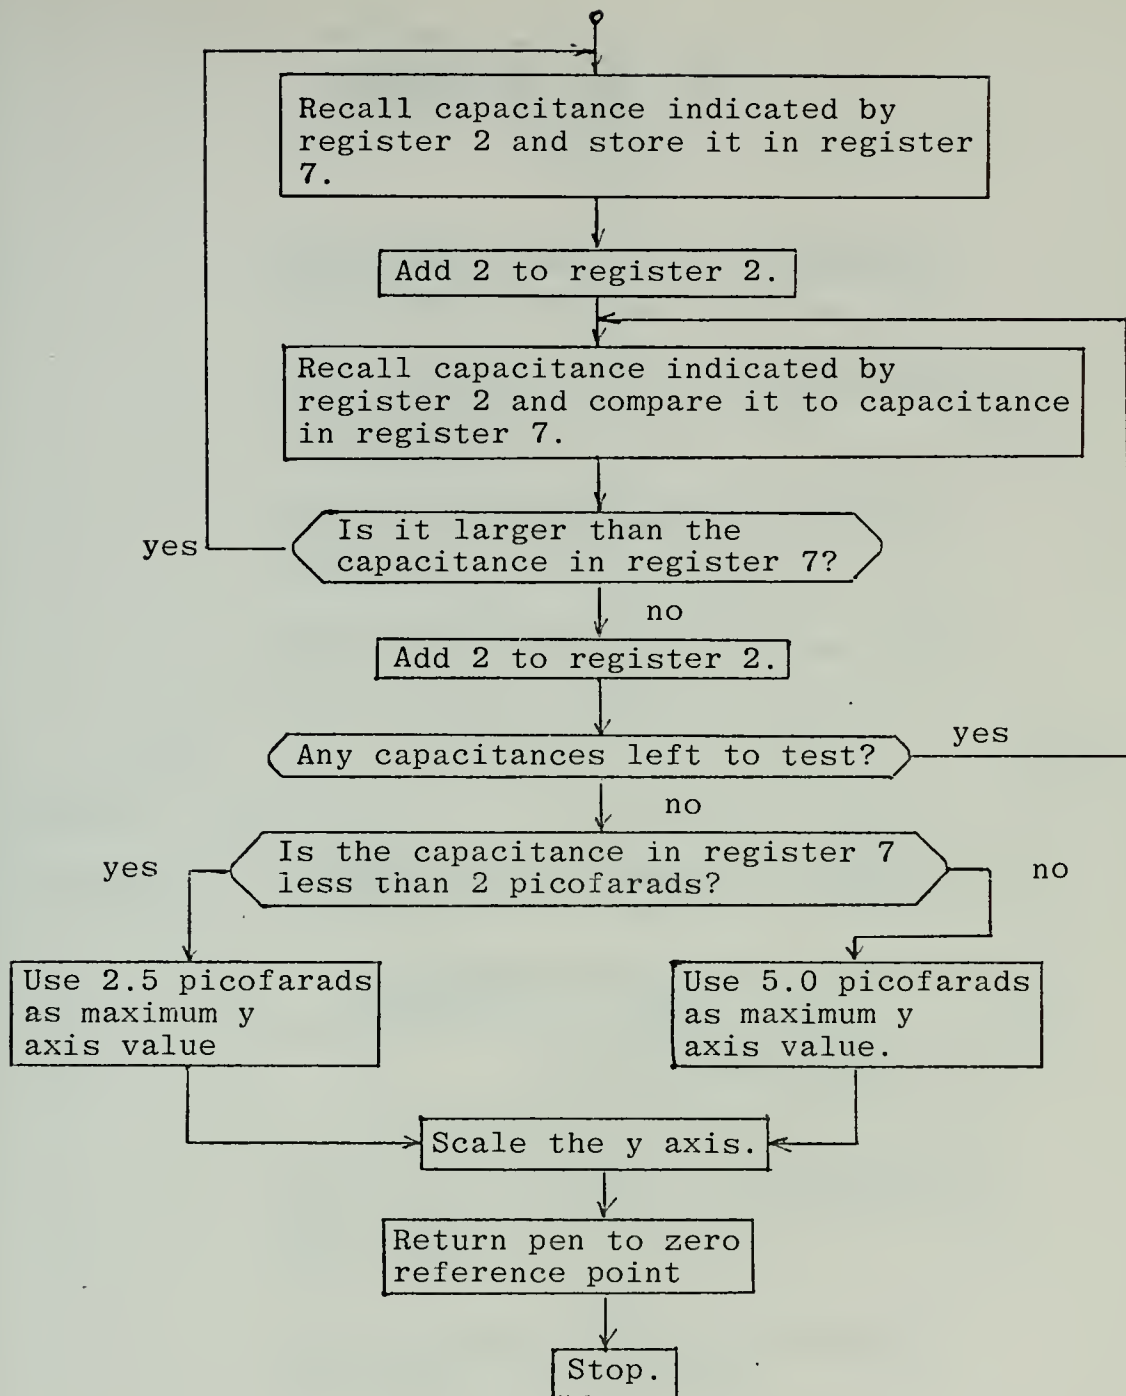 Recall capacitance indicated by
register 2 and store it in register
7.
Add 2 to register 2.
Recall capacitance indicated by
register 2 and compare it to capacitance
in register 7.
Is it larger than the
capacitance in register 7?
yes
no
Add 2 to register 2.
Any capacitances left to test?
yes
no
Is the capacitance in register 7
less than 2 picofarads?
yes
no
Use 2.5 picofarads
as maximum y
axis value
Use 5.0 picofarads
as maximum y
axis value.
Scale the y axis.
Return pen to zero
reference point
Stop.